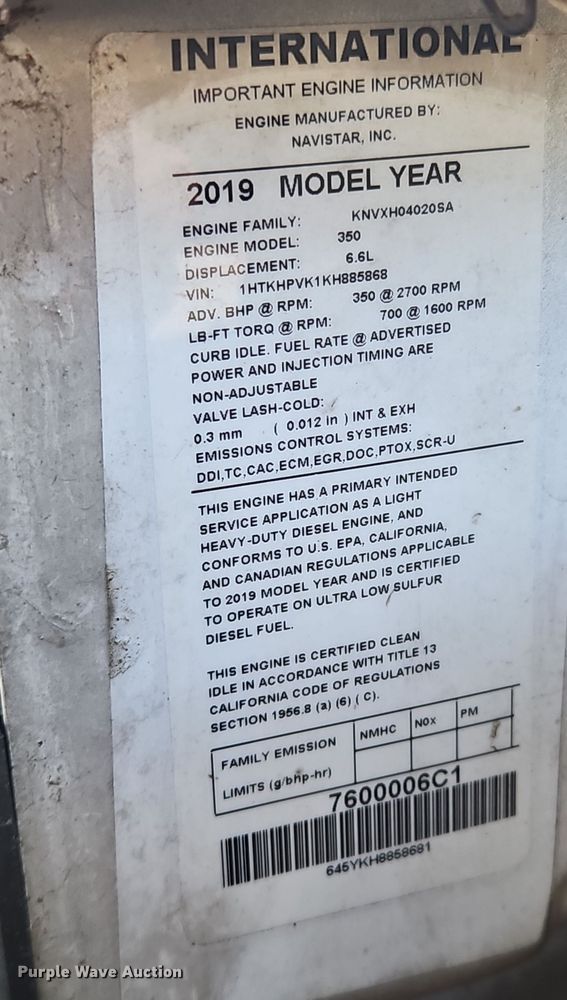 INTERNATIONAL
IMPORTANT ENGINE INFORMATION
ENGINE MANUFACTURED BY:
NAVISTAR, INC.
2019 MODEL YEAR
ENGINE FAMILY: KNVXH04020SA
ENGINE MODEL: 350
DISPLACEMENT: 6.6L
VIN: 1HTKHPVK1KH885868
ADV. BHP @ RPM: 350 @ 2700 RPM
LB-FT TORQ @ RPM: 700 @ 1600 RPM
CURB IDLE. FUEL RATE @ ADVERTISED
POWER AND INJECTION TIMING ARE
NON-ADJUSTABLE
VALVE LASH-COLD:
0.3 mm ( 0.012 in ) INT & EXH
EMISSIONS CONTROL SYSTEMS:
DDI,TC,CAC,ECM,EGR,DOC,PTOX,SCR-U
THIS ENGINE HAS A PRIMARY INTENDED
SERVICE APPLICATION AS A LIGHT
HEAVY-DUTY DIESEL ENGINE, AND
CONFORMS TO U.S. EPA, CALIFORNIA,
AND CANADIAN REGULATIONS APPLICABLE
TO 2019 MODEL YEAR AND IS CERTIFIED
TO OPERATE ON ULTRA LOW SULFUR
DIESEL FUEL.
THIS ENGINE IS CERTIFIED CLEAN
IDLE IN ACCORDANCE WITH TITLE 13
CALIFORNIA CODE OF REGULATIONS
SECTION 1956.8 (a) (6) ( C).
FAMILY EMISSION NMHC NOX PM
LIMITS (g/bhp-hr)
7600006C1
645YKH8858681
Purple Wave Auction